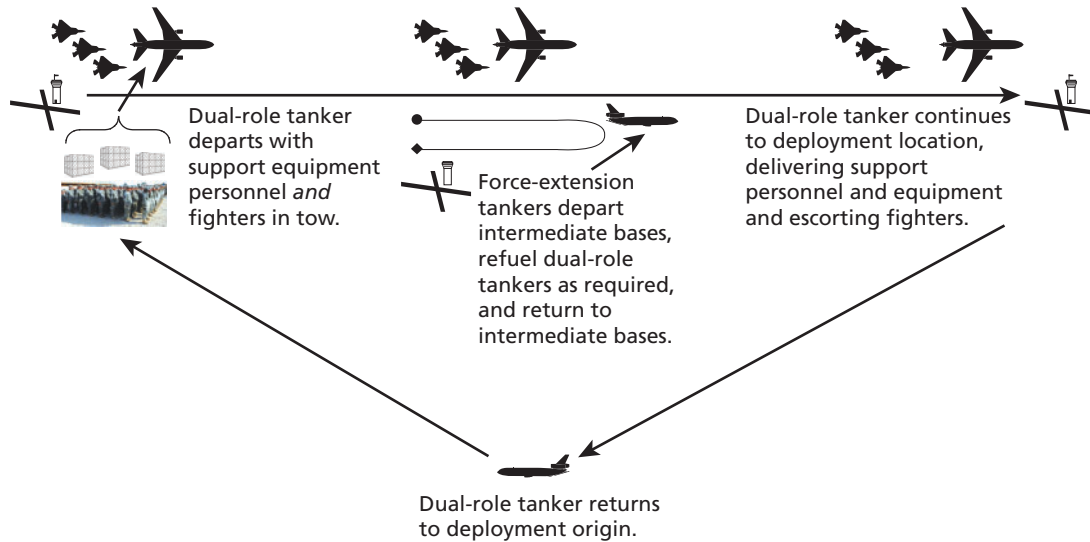 Dual-role tanker
departs with
support equipment
personnel and
fighters in tow.
Force-extension
tankers depart
intermediate bases,
refuel dual-role
tankers as required,
and return to
intermediate bases.
Dual-role tanker continues
to deployment location,
delivering support
personnel and equipment
and escorting fighters.
Dual-role tanker returns
to deployment origin.